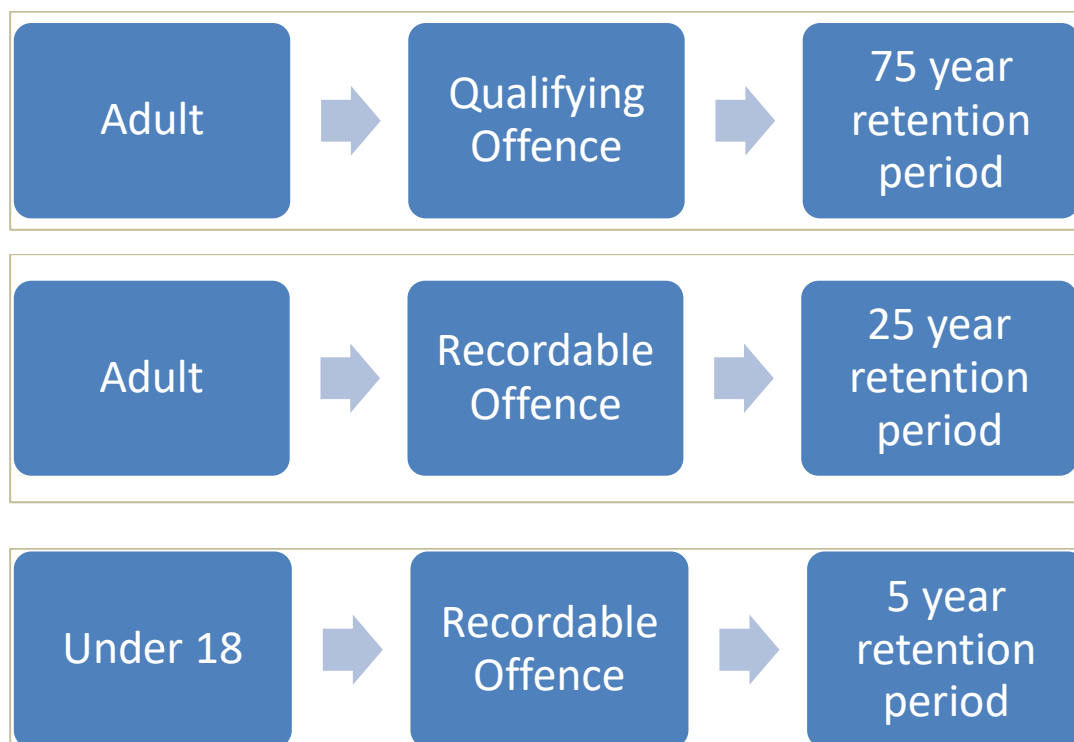 Adult
Qualifying
Offence
75 year
retention
period
Adult
Recordable
Offence
25 year
retention
period
Under 18
Recordable
Offence
5 year
retention
period